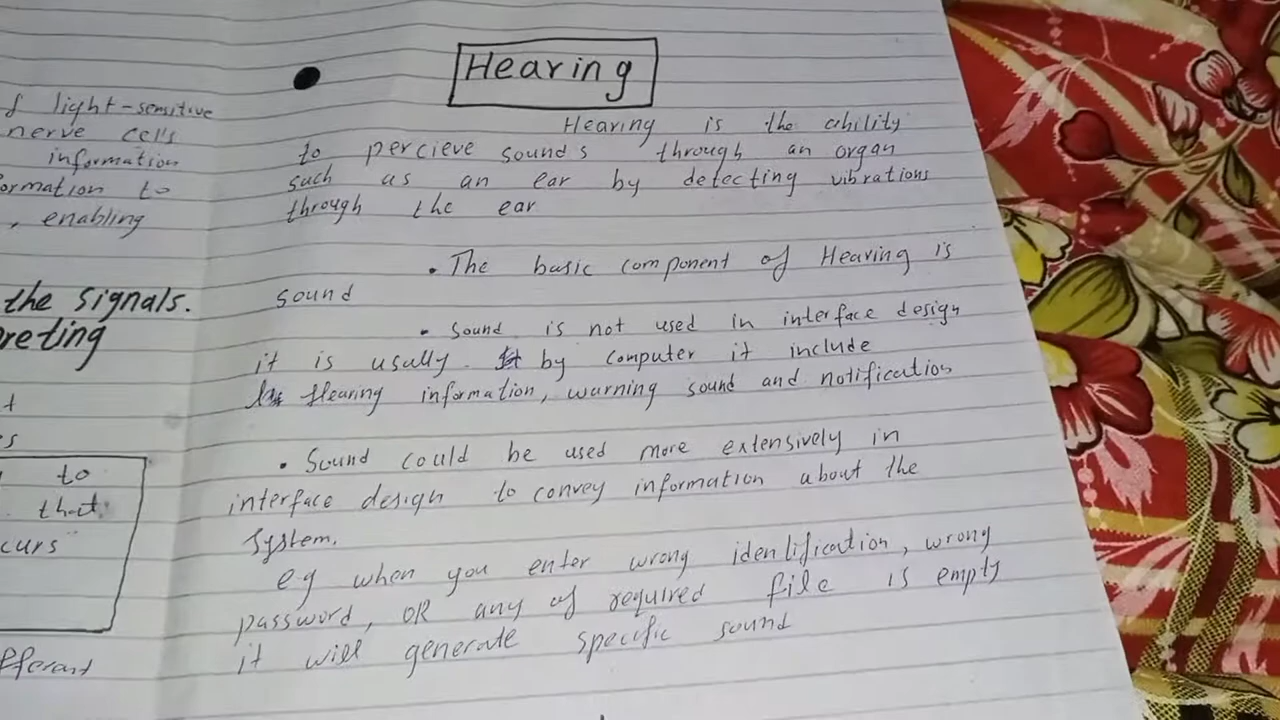 f light-sensitive
nerve cells
information
ormation to
, enabling
the signals.
reting
t
s
to
that
curs
fferant
Hearing
Hearing is the ability
to percieve sounds through an organ
such as an ear by detecting vibrations
through the ear
• The basic component of Hearing is
sound
• Sound is not used in interface design
it is usually. by computer it include
Hearing information, warning sound and notification
• Sound could be used more extensively in
interface design to convey information about the
system.
eg when you enter wrong identification, wrong
password, OR any of required file is empty
it will generate specific sound